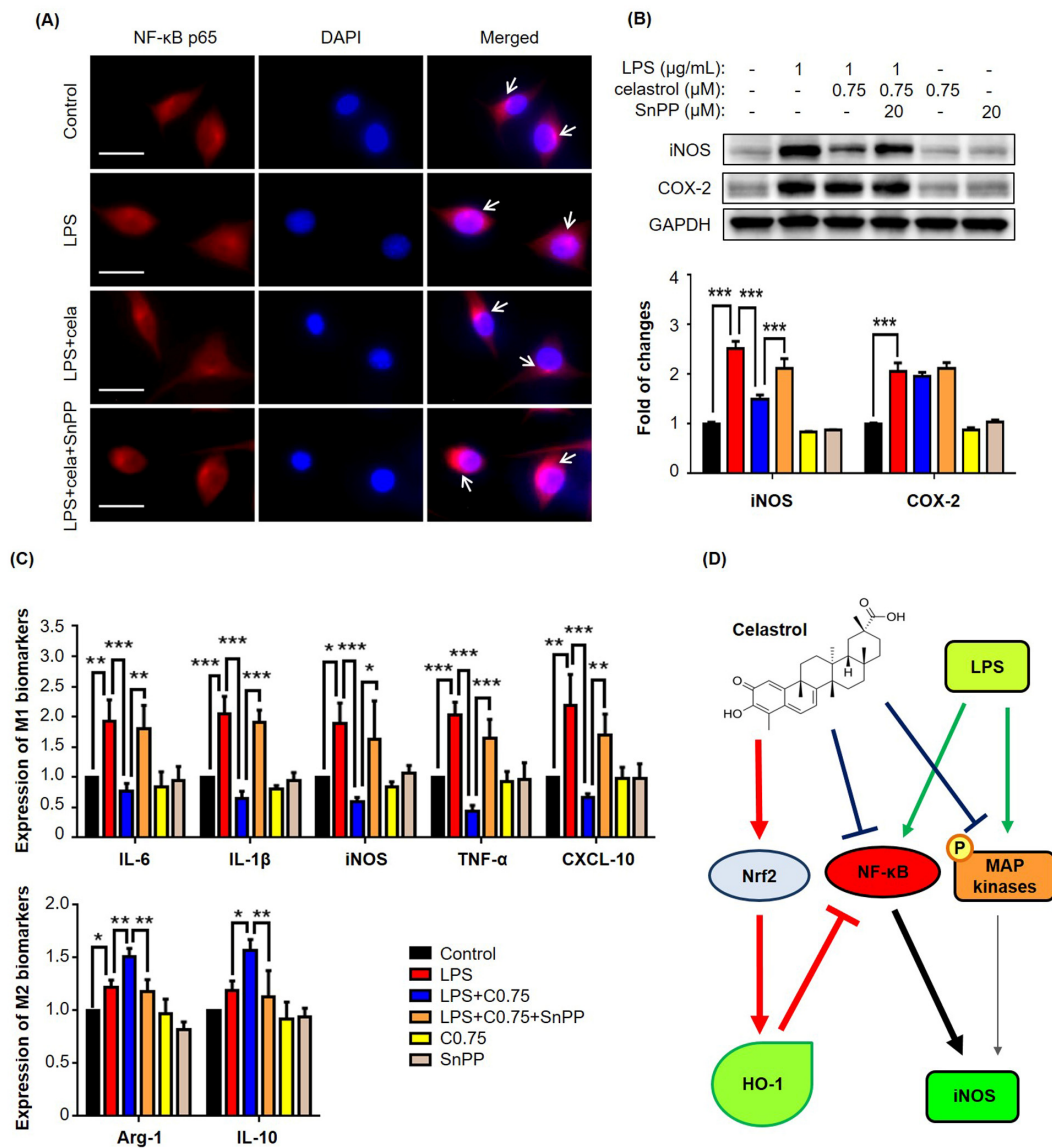 (A)
NF-κB p65 DAPI Merged
Control
LPS
LPS+cela
LPS+cela+SnPP
(B)
LPS (μg/mL): - 1 1 1 - -
celastrol (μM): - - 0.75 0.75 0.75 -
SnPP (μM): - - - 20 - 20
iNOS
COX-2
GAPDH
Fold of changes
4
3
2
1
0
*** *** *** ***
iNOS COX-2
(C)
Expression of M1 biomarkers
3.5
3.0
2.5
2.0
1.5
1.0
0.5
0
** *** ** *** *** *** * *** * *** *** *** ** *** **
IL-6 IL-1β iNOS TNF-α CXCL-10
Expression of M2 biomarkers
2.0
1.5
1.0
0.5
0
* ** ** * **
Arg-1 IL-10
Control
LPS
LPS+C0.75
LPS+C0.75+SnPP
C0.75
SnPP
(D)
Celastrol
O
OH
O
HO
H
LPS
Nrf2
NF-κB
P
MAP
kinases
HO-1
iNOS